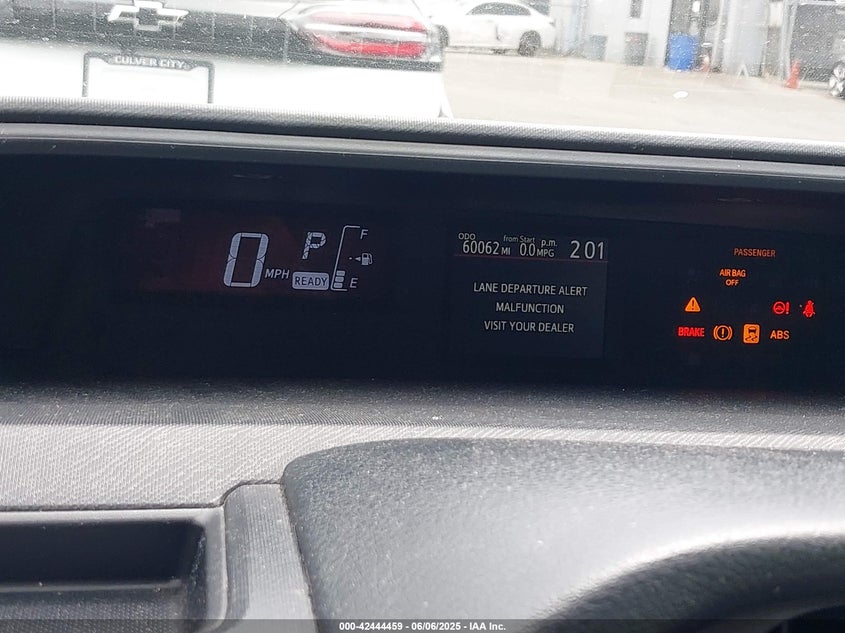 CULVER CITY
0 MPH
P
READY
F
E
ODO
60062 MI
from Start
0.0 MPG
p.m.
2 01
LANE DEPARTURE ALERT
MALFUNCTION
VISIT YOUR DEALER
PASSENGER
AIR BAG
OFF
BRAKE
ABS
000-42444459 - 06/06/2025 - IAA Inc.